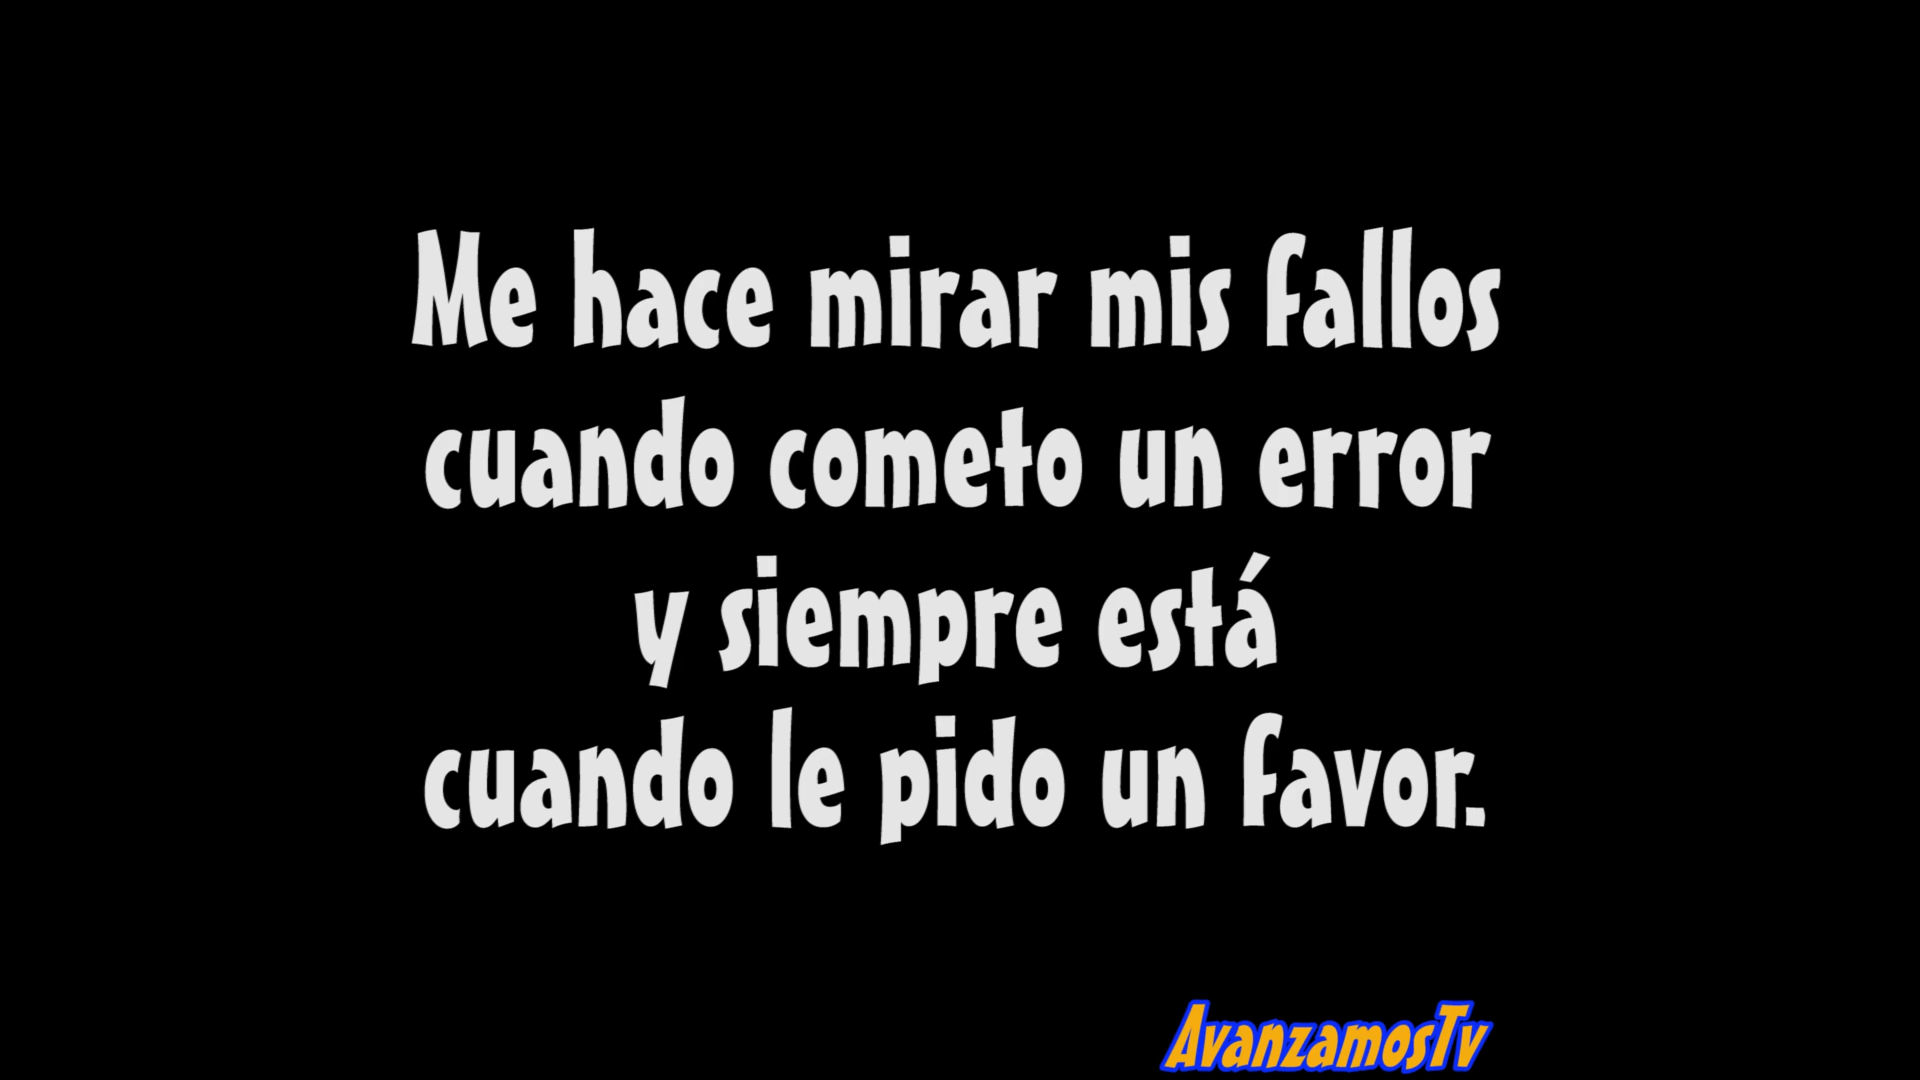 Me hace mirar mis fallos
cuando cometo un error
y siempre está
cuando le pido un favor.
AvanzamosTv